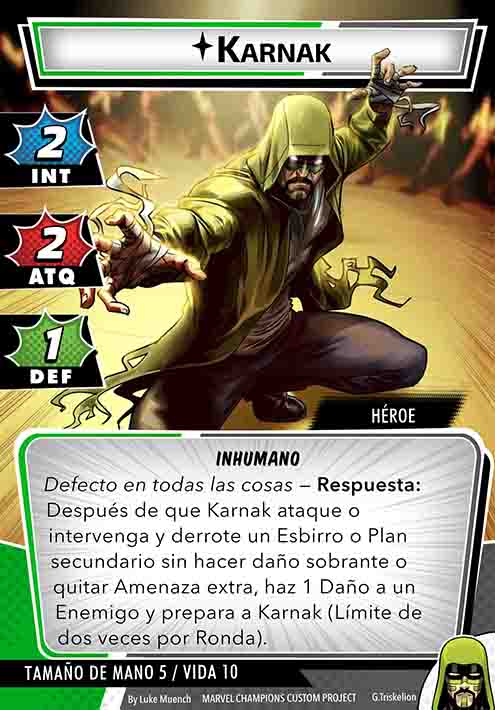 KARNAK
2
INT
2
ATQ
1
DEF
HÉROE
INHUMANO
Defecto en todas las cosas – Respuesta:
Después de que Karnak ataque o
intervenga y derrote un Esbirro o Plan
secundario sin hacer daño sobrante o
quitar Amenaza extra, haz 1 Daño a un
Enemigo y prepara a Karnak (Límite de
dos veces por Ronda).
TAMAÑO DE MANO 5 / VIDA 10
By Luke Muench MARVEL CHAMPIONS CUSTOM PROJECT G.Triskelion